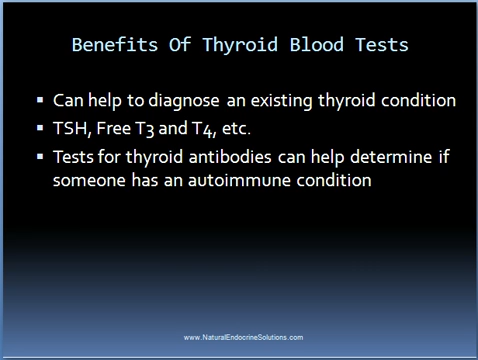 Benefits Of Thyroid Blood Tests
▪ Can help to diagnose an existing thyroid condition
▪ TSH, Free T3 and T4, etc.
▪ Tests for thyroid antibodies can help determine if
someone has an autoimmune condition
www.NaturalEndocrineSolutions.com